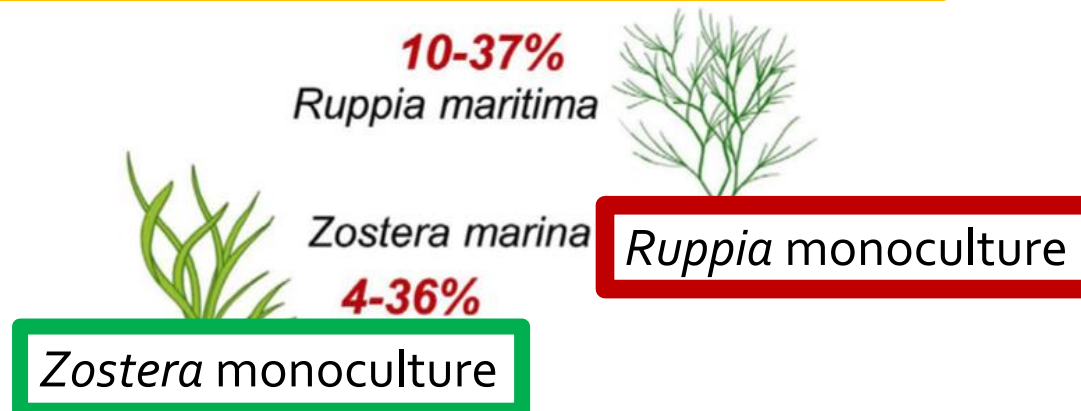 10-37%
Ruppia maritima
Zostera marina
Ruppia monoculture
4-36%
Zostera monoculture